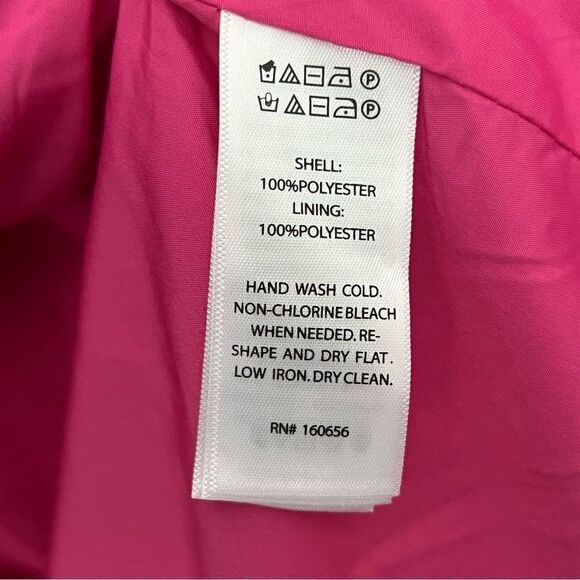 P
P
SHELL:
100%POLYESTER
LINING:
100%POLYESTER
HAND WASH COLD.
NON-CHLORINE BLEACH
WHEN NEEDED. RE-
SHAPE AND DRY FLAT.
LOW IRON. DRY CLEAN.
RN# 160656